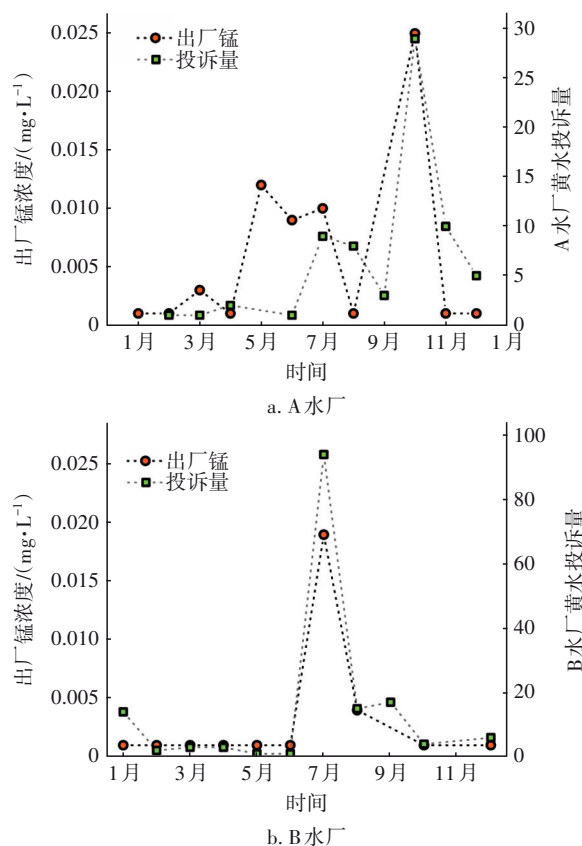 0.025
0.020
0.015
0.010
0.005
0
出厂锰浓度/(mg•L⁻¹)
出厂锰
投诉量
30
25
20
15
10
5
0
A水厂黄水投诉量
1月 3月 5月 7月 9月 11月 1月
时间
a. A水厂
0.025
0.020
0.015
0.010
0.005
0
出厂锰浓度/(mg•L⁻¹)
出厂锰
投诉量
100
80
60
40
20
0
B水厂黄水投诉量
1月 3月 5月 7月 9月 11月
时间
b. B水厂